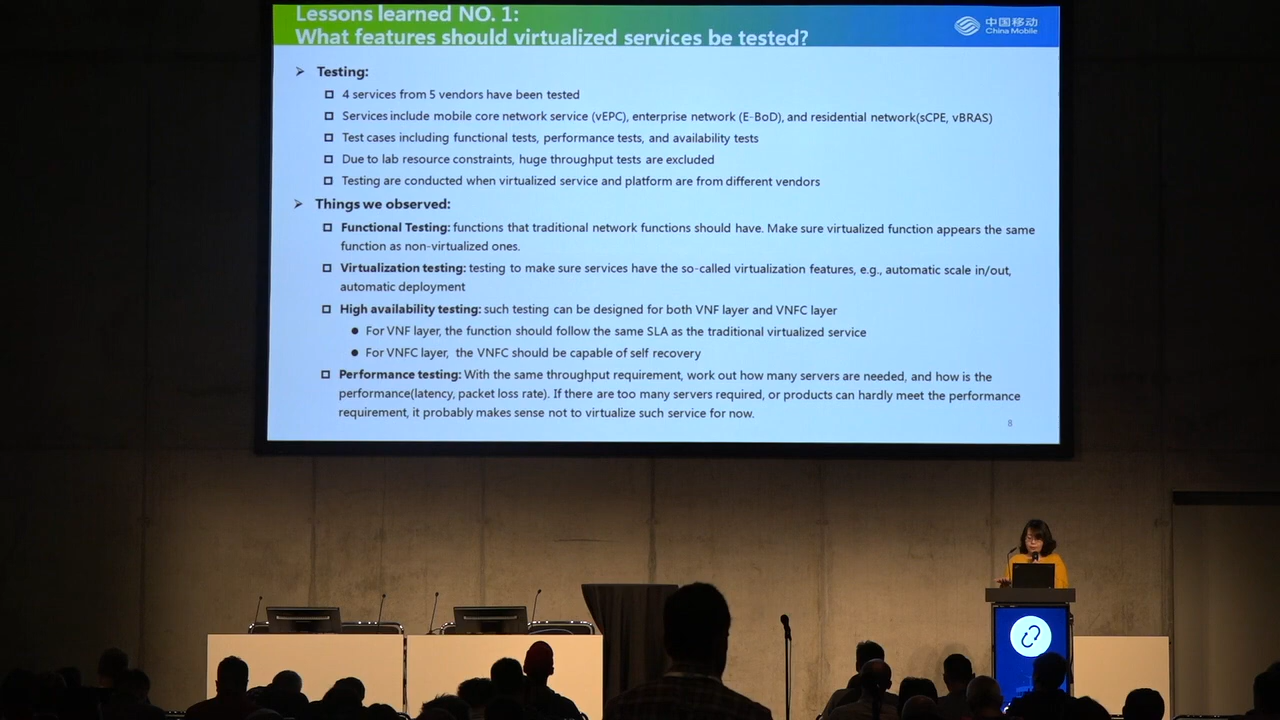 Lessons learned NO. 1:
What features should virtualized services be tested?
中国移动
China Mobile
Testing:
4 services from 5 vendors have been tested
Services include mobile core network service (vEPC), enterprise network (E-BoD), and residential network(sCPE, vBRAS)
Test cases including functional tests, performance tests, and availability tests
Due to lab resource constraints, huge throughput tests are excluded
Testing are conducted when virtualized service and platform are from different vendors
Things we observed:
Functional Testing: functions that traditional network functions should have. Make sure virtualized function appears the same
function as non-virtualized ones.
Virtualization testing: testing to make sure services have the so-called virtualization features, e.g., automatic scale in/out,
automatic deployment
High availability testing: such testing can be designed for both VNF layer and VNFC layer
For VNF layer, the function should follow the same SLA as the traditional virtualized service
For VNFC layer, the VNFC should be capable of self recovery
Performance testing: With the same throughput requirement, work out how many servers are needed, and how is the
performance(latency, packet loss rate). If there are too many servers required, or products can hardly meet the performance
requirement, it probably makes sense not to virtualize such service for now.
8